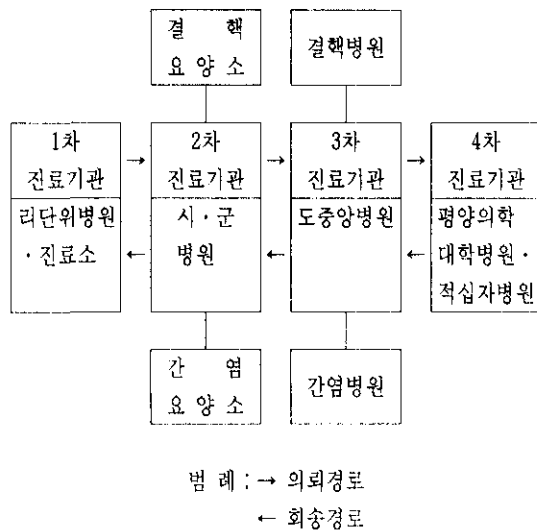 결 핵
요 양 소
결핵병원
1차
진료기관
2차
진료기관
3차
진료기관
4차
진료기관
리단위병원
·진료소
시·군
병원
도중앙병원
평양의학
대학병원·
적십자병원
→ → →
← ← ←
간 염
요 양 소
간염병원
범 례 : → 의뢰경로
← 회송경로